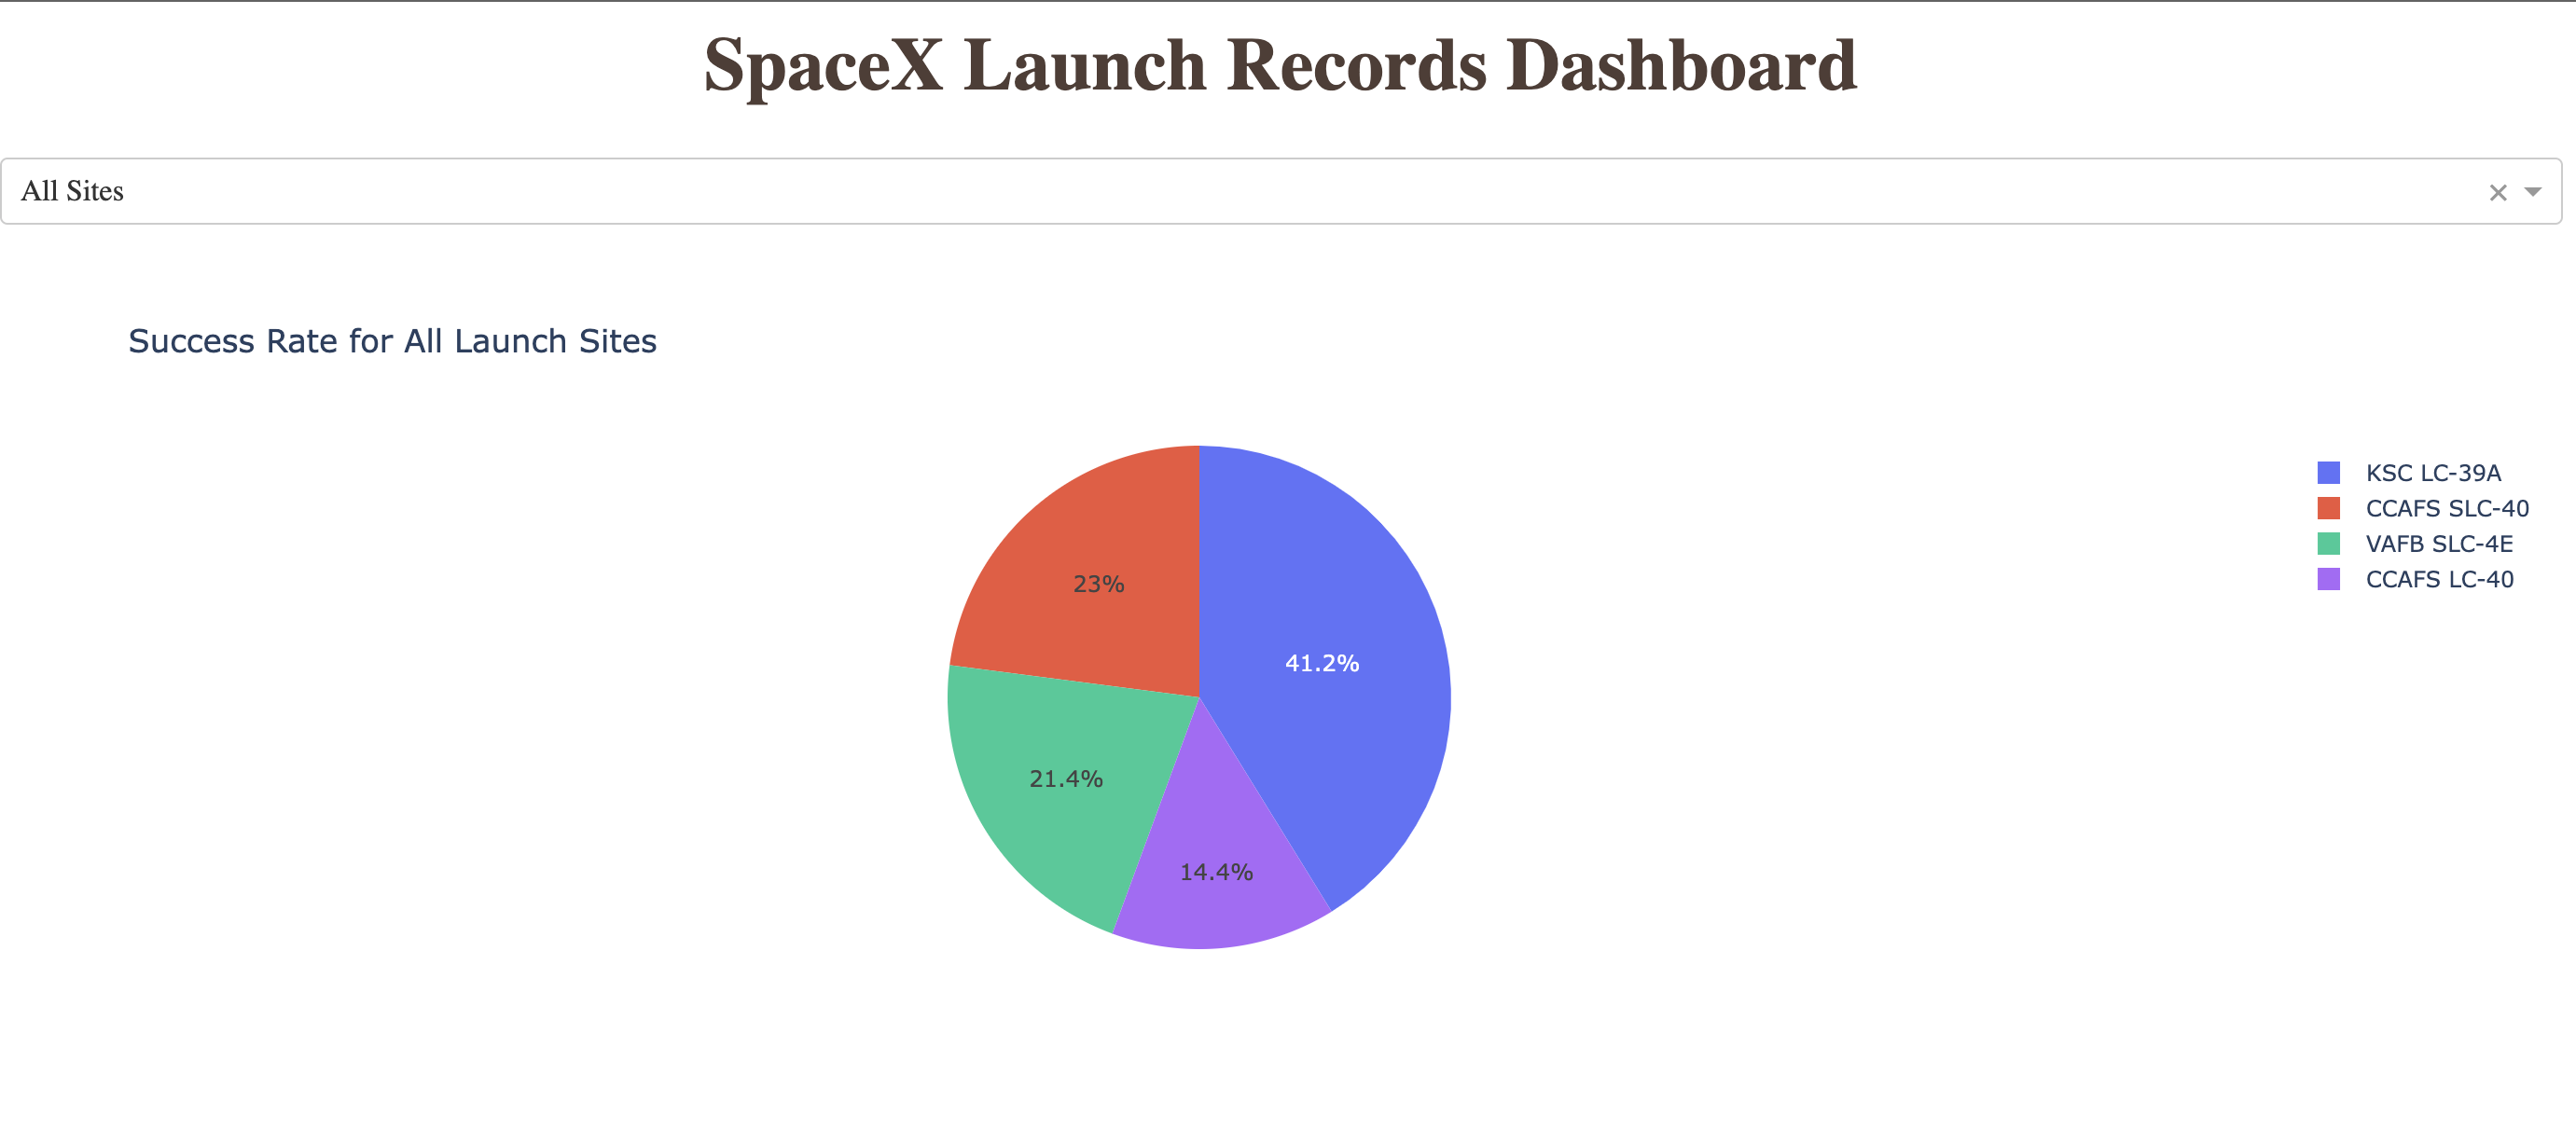 SpaceX Launch Records Dashboard
All Sites
Success Rate for All Launch Sites
KSC LC-39A
CCAFS SLC-40
VAFB SLC-4E
CCAFS LC-40
23%
41.2%
21.4%
14.4%